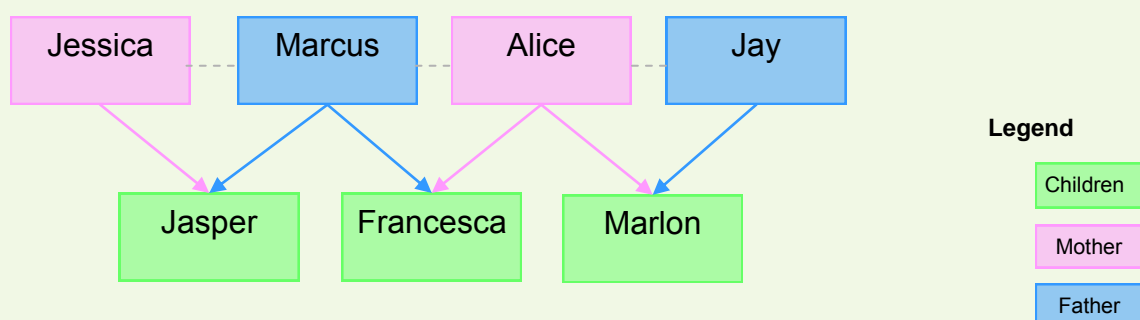 Jessica
Marcus
Alice
Jay
Jasper
Francesca
Marlon
Legend
Children
Mother
Father